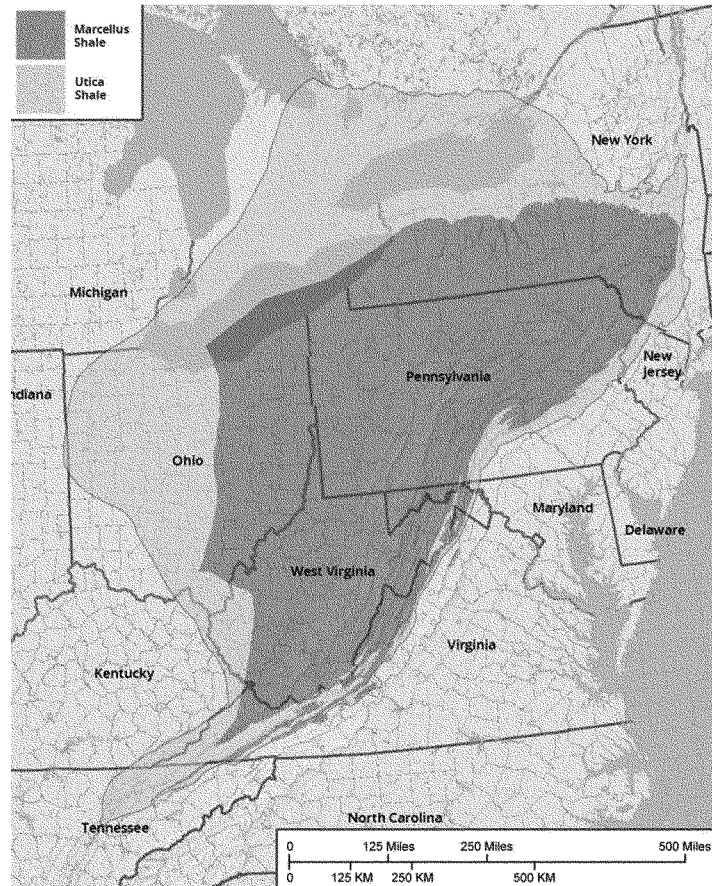 Marcellus
Shale
Utica
Shale
New York
Michigan
Pennsylvania
New
Jersey
ndiana
Ohio
Maryland
Delaware
West Virginia
Virginia
Kentucky
Tennessee
North Carolina
0 125 Miles 250 Miles 500 Miles
0 125 KM 250 KM 500 KM